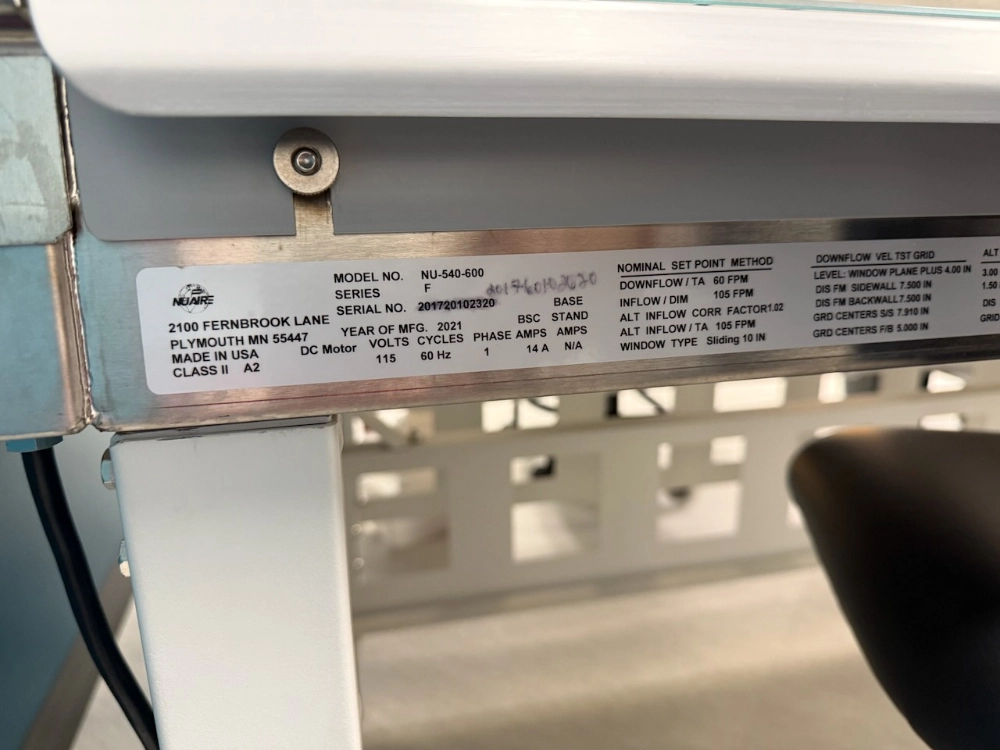 NUAIRE
2100 FERNBROOK LANE
PLYMOUTH MN 55447
MADE IN USA
CLASS II A2
MODEL NO. NU-540-600
SERIES F
SERIAL NO. 201720102320
YEAR OF MFG. 2021
DC Motor VOLTS CYCLES PHASE BSC AMPS BASE STAND AMPS
115 60 Hz 1 14 A N/A
NOMINAL SET POINT METHOD
DOWNFLOW / TA 60 FPM
INFLOW / DIM 105 FPM
ALT INFLOW CORR FACTOR1.02
ALT INFLOW / TA 105 FPM
WINDOW TYPE Sliding 10 IN
DOWNFLOW VEL TST GRID
LEVEL: WINDOW PLANE PLUS 4.00 IN
DIS FM SIDEWALL 7.500 IN
DIS FM BACKWALL 7.500 IN
GRD CENTERS S/S 7.910 IN
GRD CENTERS F/B 5.000 IN
ALT
3.00
1.50
DIS
GRID